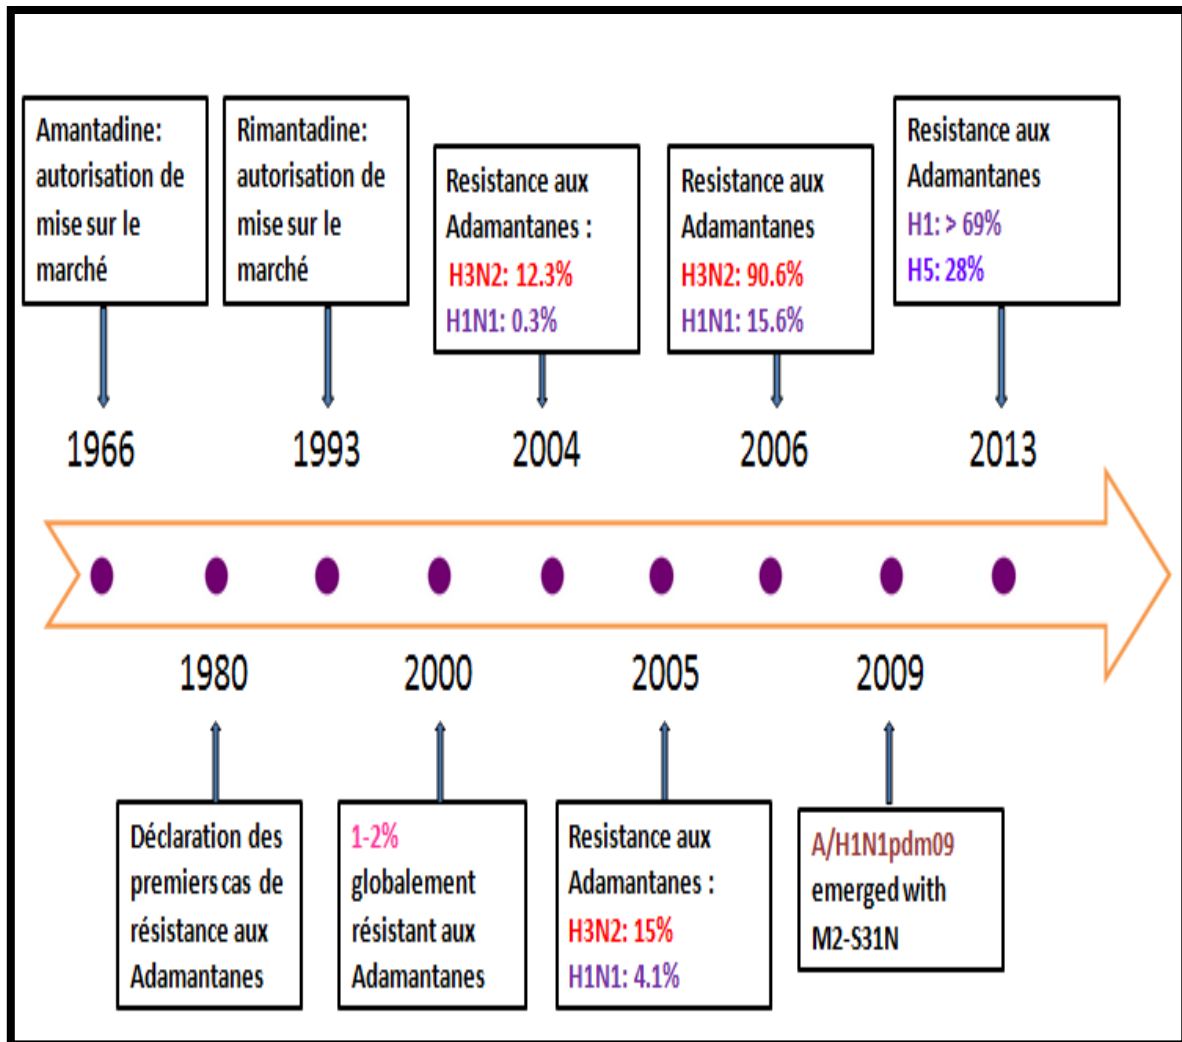 Amantadine:
autorisation de
mise sur le
marché
Rimantadine:
autorisation de
mise sur le
marché
Resistance aux
Adamantanes :
H3N2: 12.3%
H1N1: 0.3%
Resistance aux
Adamantanes
H3N2: 90.6%
H1N1: 15.6%
Resistance aux
Adamantanes
H1: > 69%
H5: 28%
1966
1993
2004
2006
2013
1980
2000
2005
2009
Déclaration des
premiers cas de
résistance aux
Adamantanes
1-2%
globalement
résistant aux
Adamantanes
Resistance aux
Adamantanes :
H3N2: 15%
H1N1: 4.1%
A/H1N1pdm09
emerged with
M2-S31N